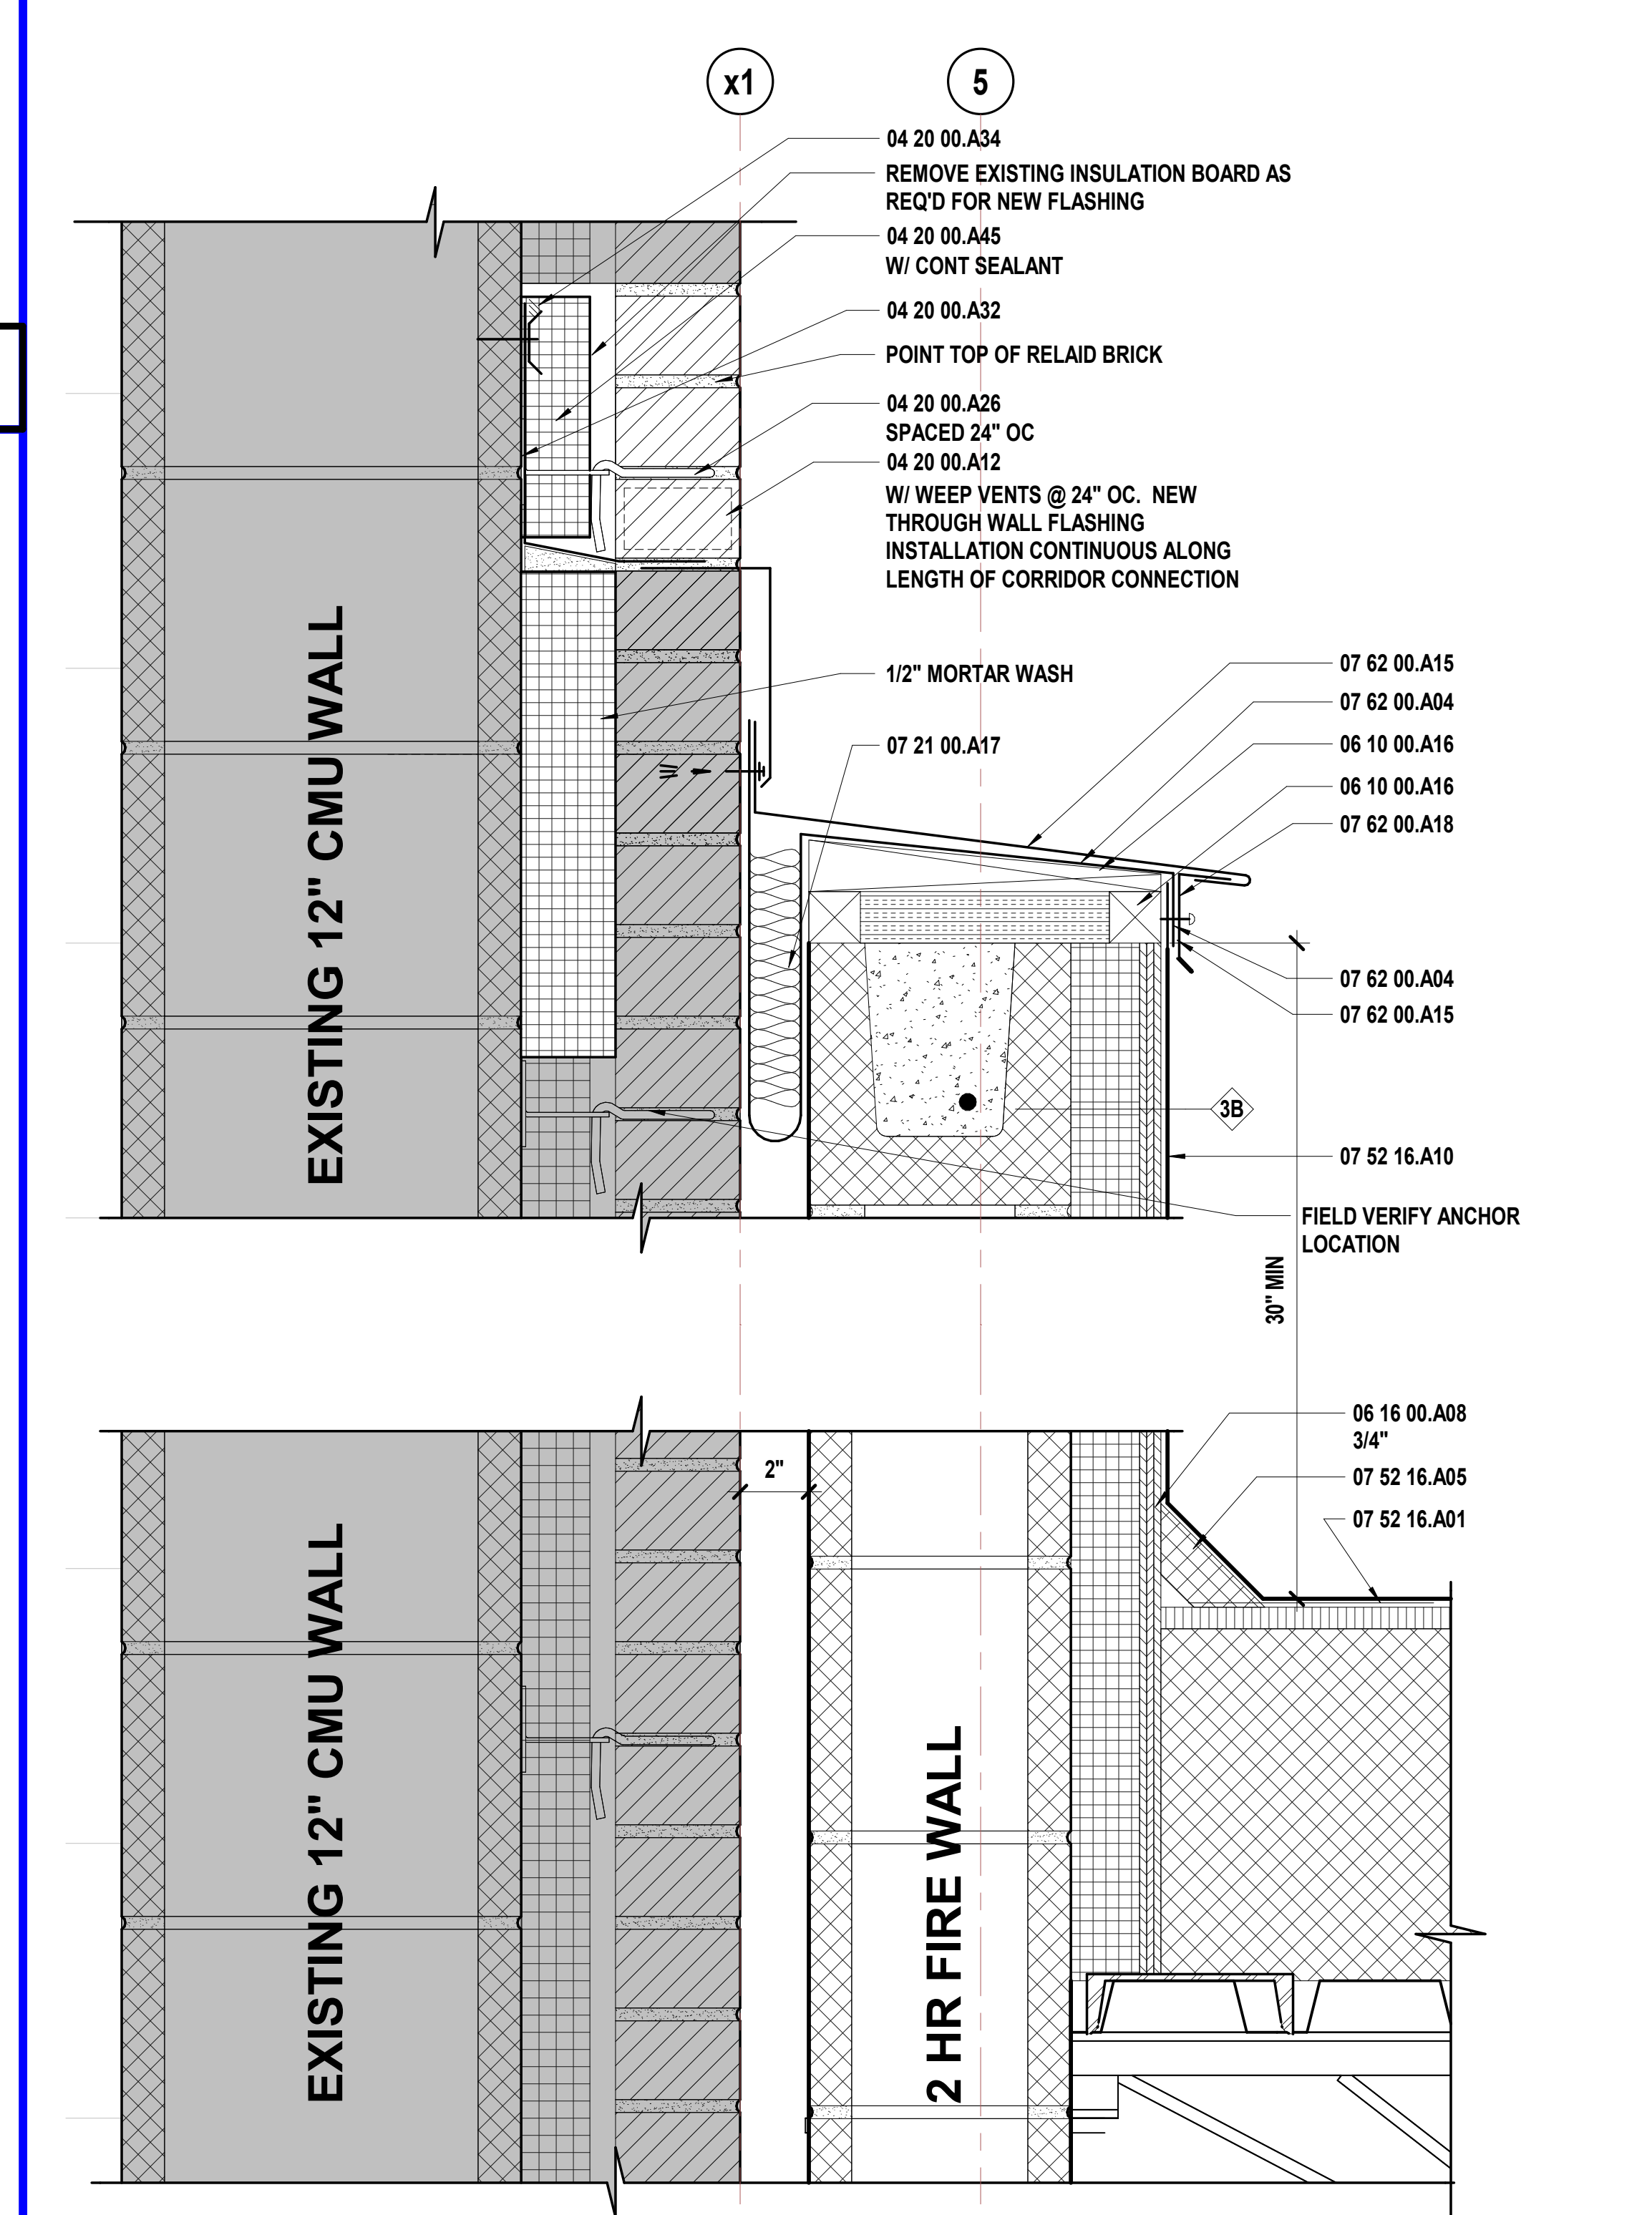 x1
5
04 20 00.A34
REMOVE EXISTING INSULATION BOARD AS
REQ'D FOR NEW FLASHING
04 20 00.A45
W/ CONT SEALANT
04 20 00.A32
POINT TOP OF RELAID BRICK
04 20 00.A26
SPACED 24" OC
04 20 00.A12
W/ WEEP VENTS @ 24" OC. NEW
THROUGH WALL FLASHING
INSTALLATION CONTINUOUS ALONG
LENGTH OF CORRIDOR CONNECTION
1/2" MORTAR WASH
07 21 00.A17
07 62 00.A15
07 62 00.A04
06 10 00.A16
06 10 00.A16
07 62 00.A18
07 62 00.A04
07 62 00.A15
3B
07 52 16.A10
FIELD VERIFY ANCHOR
LOCATION
EXISTING 12" CMU WALL
30" MIN
06 16 00.A08
3/4"
07 52 16.A05
07 52 16.A01
2"
EXISTING 12" CMU WALL
2 HR FIRE WALL